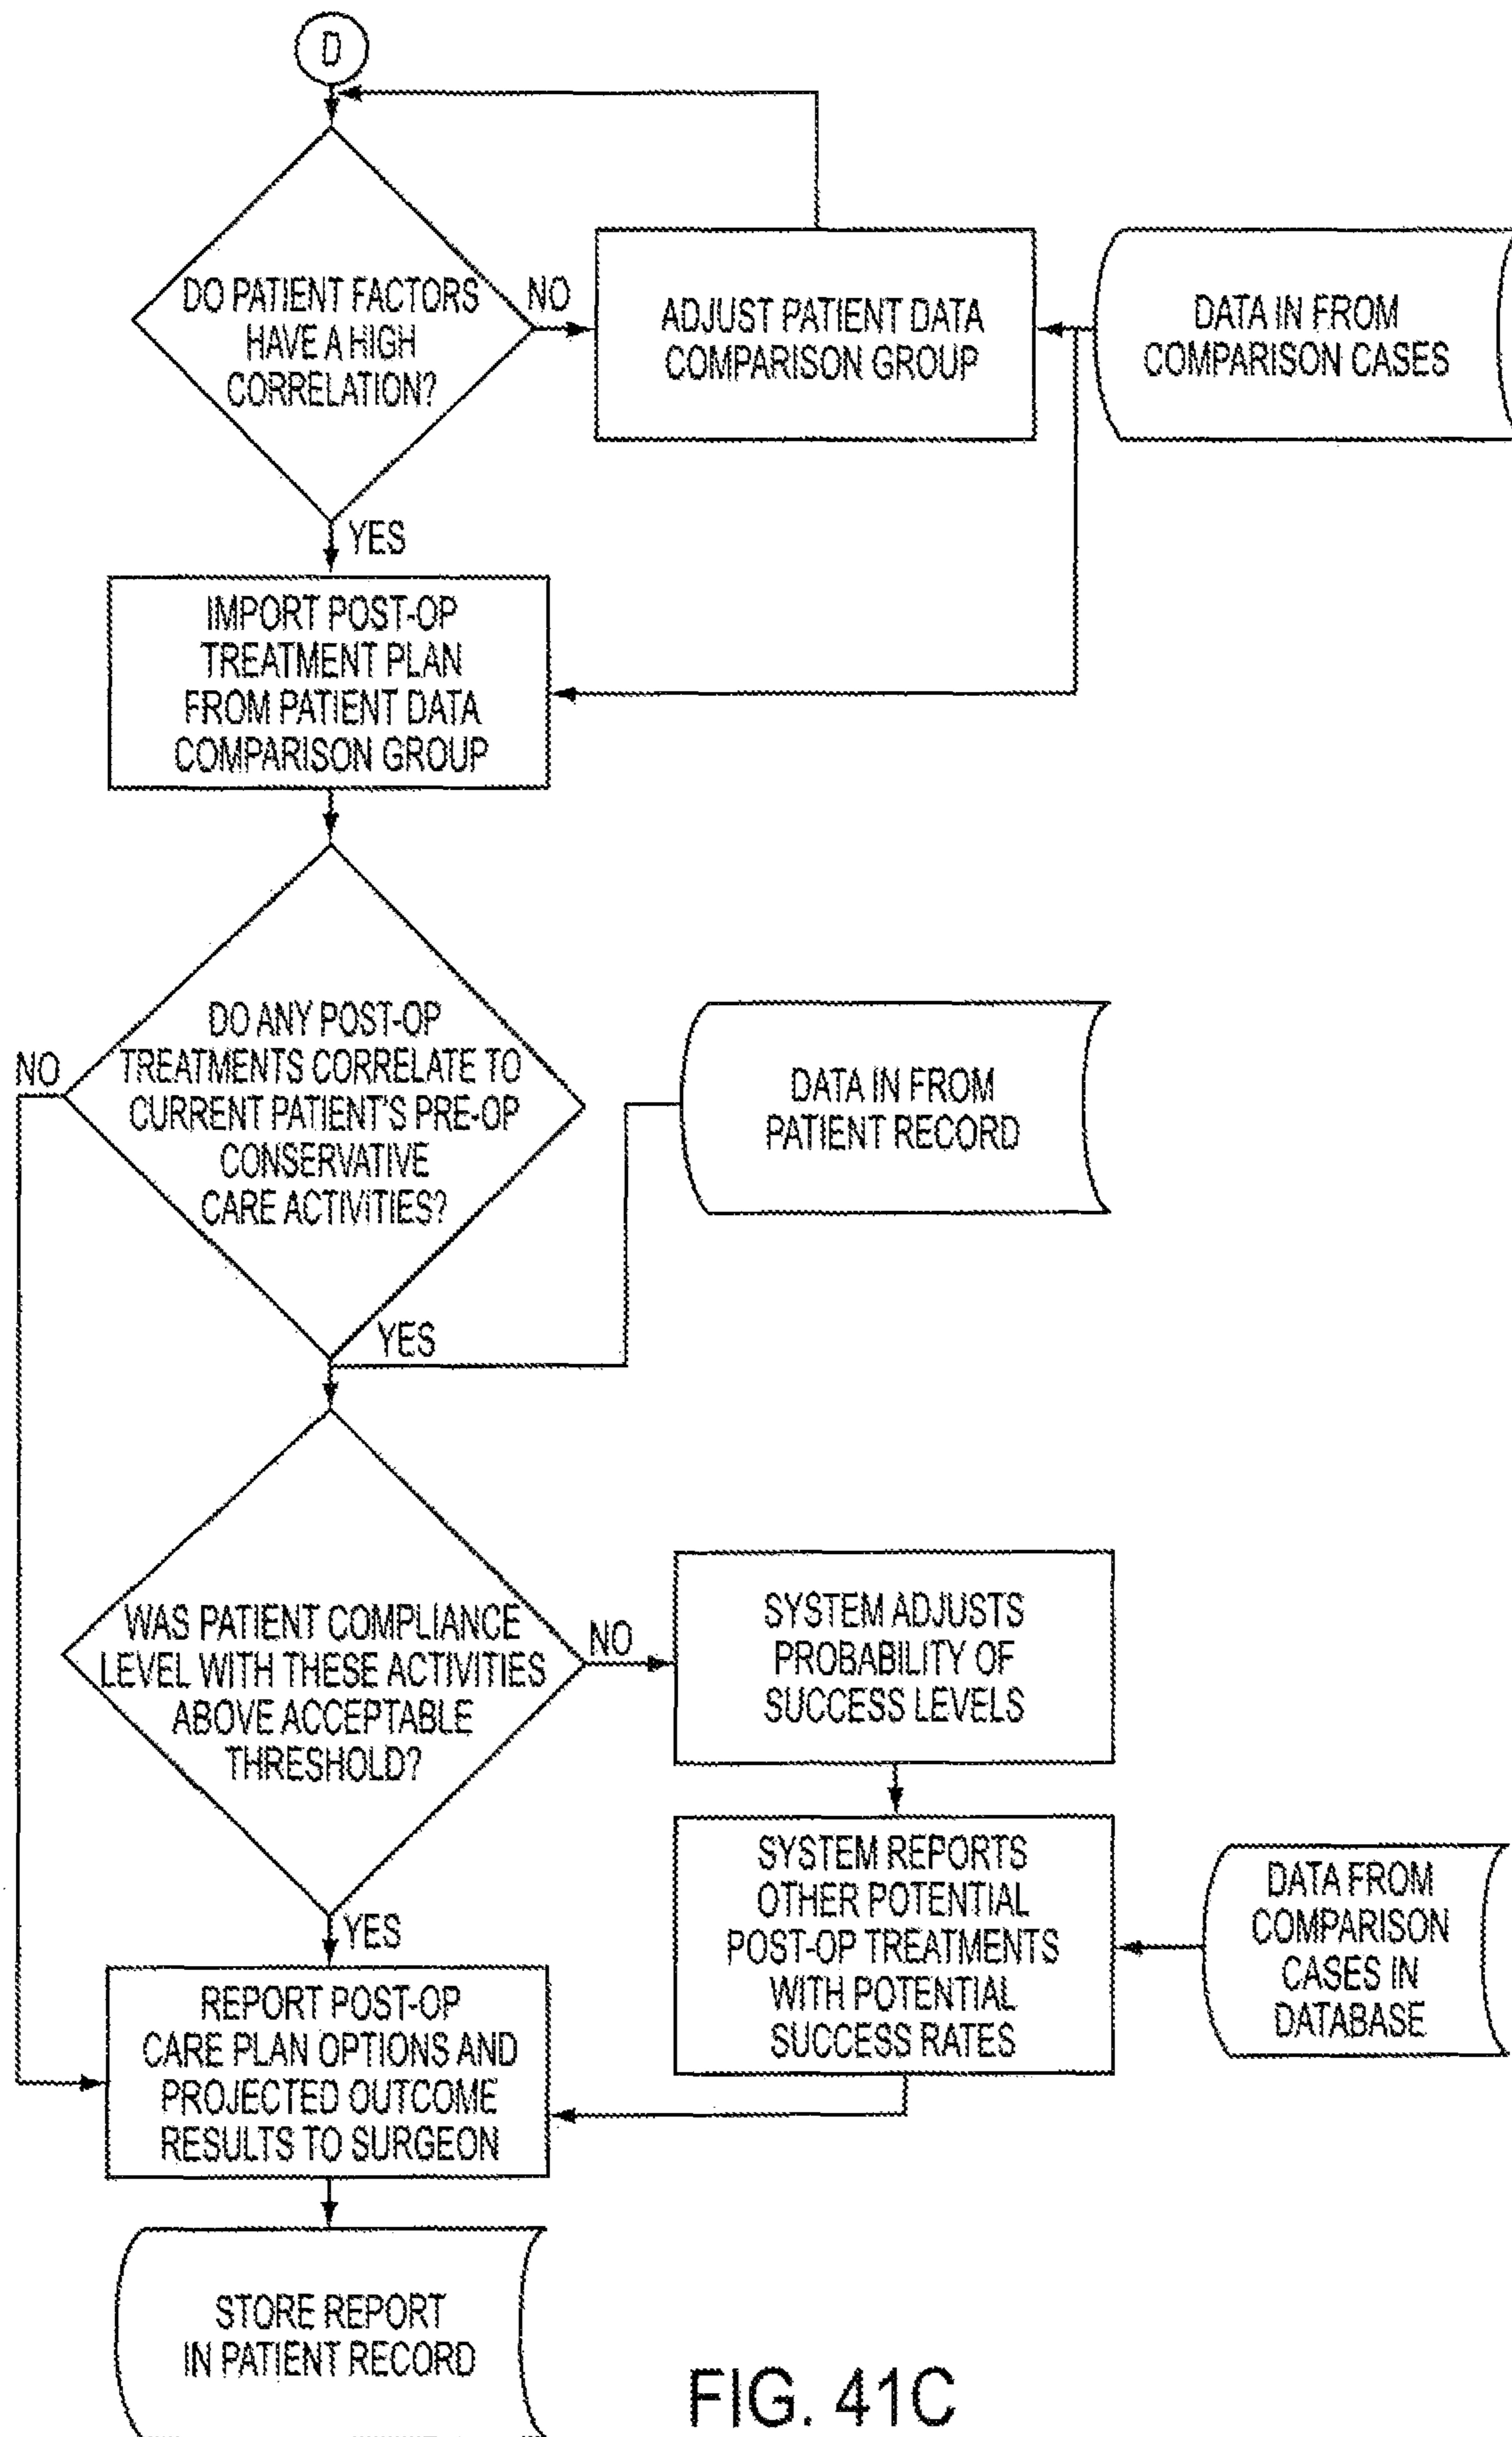 D
DO PATIENT FACTORS
HAVE A HIGH
CORRELATION?
NO
ADJUST PATIENT DATA
COMPARISON GROUP
DATA IN FROM
COMPARISON CASES
YES
IMPORT POST-OP
TREATMENT PLAN
FROM PATIENT DATA
COMPARISON GROUP
NO
DO ANY POST-OP
TREATMENTS CORRELATE TO
CURRENT PATIENT'S PRE-OP
CONSERVATIVE
CARE ACTIVITIES?
DATA IN FROM
PATIENT RECORD
YES
WAS PATIENT COMPLIANCE
LEVEL WITH THESE ACTIVITIES
ABOVE ACCEPTABLE
THRESHOLD?
NO
SYSTEM ADJUSTS
PROBABILITY OF
SUCCESS LEVELS
SYSTEM REPORTS
OTHER POTENTIAL
POST-OP TREATMENTS
WITH POTENTIAL
SUCCESS RATES
DATA FROM
COMPARISON
CASES IN
DATABASE
YES
REPORT POST-OP
CARE PLAN OPTIONS AND
PROJECTED OUTCOME
RESULTS TO SURGEON
STORE REPORT
IN PATIENT RECORD
FIG. 41C